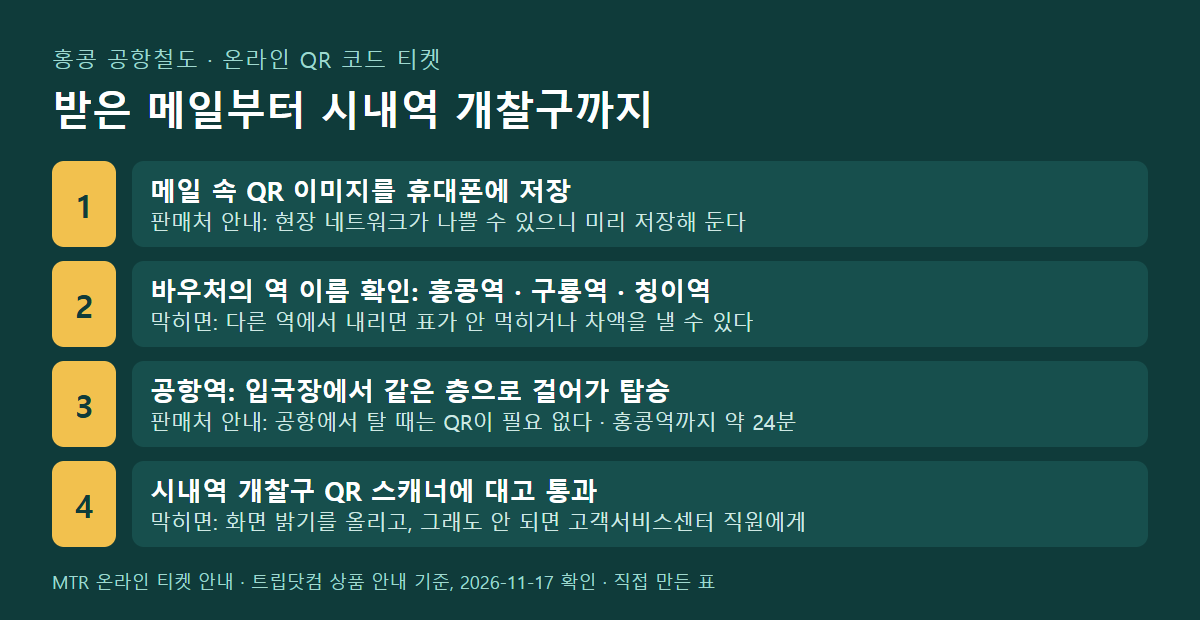 홍콩 공항철도 · 온라인 QR 코드 티켓
받은 메일부터 시내역 개찰구까지
1
메일 속 QR 이미지를 휴대폰에 저장
판매처 안내: 현장 네트워크가 나쁠 수 있으니 미리 저장해 둔다
2
바우처의 역 이름 확인: 홍콩역 · 구룡역 · 칭이역
막히면: 다른 역에서 내리면 표가 안 먹히거나 차액을 낼 수 있다
3
공항역: 입국장에서 같은 층으로 걸어가 탑승
판매처 안내: 공항에서 탈 때는 QR이 필요 없다 · 홍콩역까지 약 24분
4
시내역 개찰구 QR 스캐너에 대고 통과
막히면: 화면 밝기를 올리고, 그래도 안 되면 고객서비스센터 직원에게
MTR 온라인 티켓 안내 · 트립닷컴 상품 안내 기준, 2026-11-17 확인 · 직접 만든 표